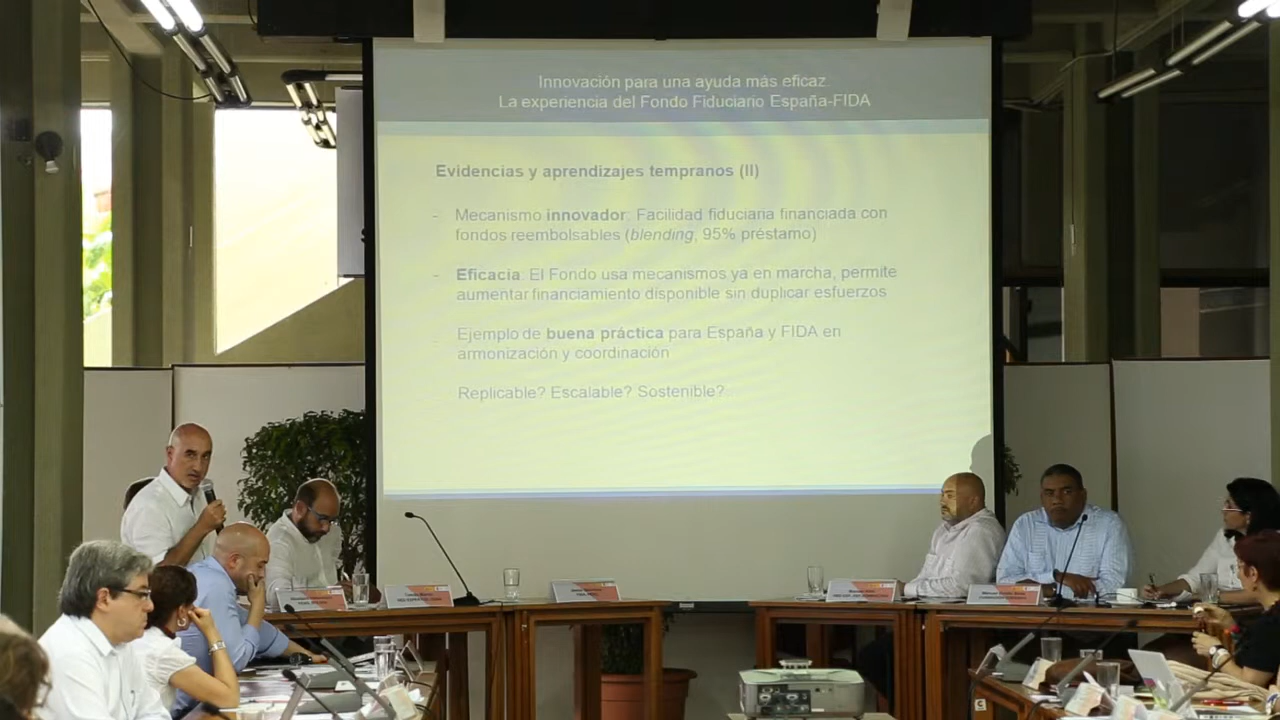 Innovación para una ayuda más eficaz
La experiencia del Fondo Fiduciario España-FIDA
Evidencias y aprendizajes tempranos (II)
- Mecanismo innovador: Facilidad fiduciaria financiada con
fondos reembolsables (blending, 95% préstamo)
- Eficacia: El Fondo usa mecanismos ya en marcha, permite
aumentar financiamiento disponible sin duplicar esfuerzos
- Ejemplo de buena práctica para España y FIDA en
armonización y coordinación
Replicable? Escalable? Sostenible?...